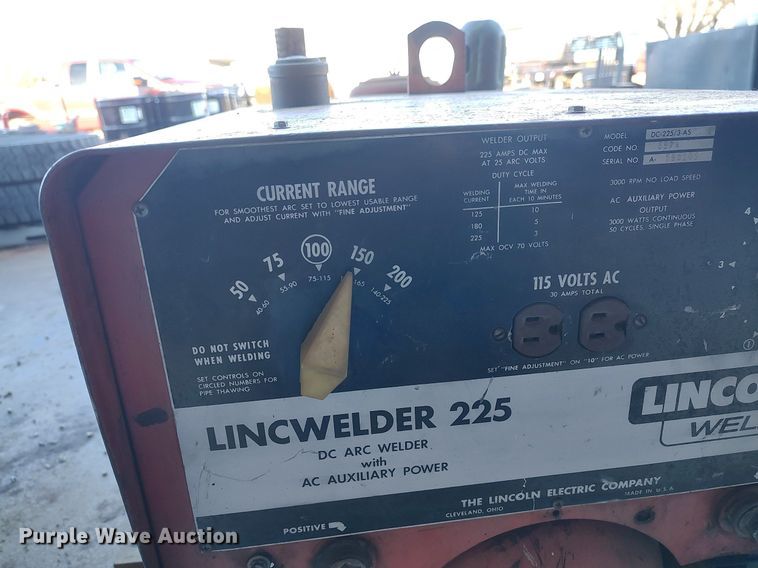 WELDER OUTPUT
225 AMPS DC MAX
AT 25 ARC VOLTS
DUTY CYCLE
WELDING CURRENT
MAX WELDING TIME IN EACH 10 MINUTES
125 10
180 5
225 3
MAX OCV 70 VOLTS
MODEL DC-225/3-AS
CODE NO.
SERIAL NO. A-
3000 RPM NO LOAD SPEED
AC AUXILIARY POWER
OUTPUT
3000 WATTS CONTINUOUS
50 CYCLES, SINGLE PHASE
CURRENT RANGE
FOR SMOOTHEST ARC SET TO LOWEST USABLE RANGE
AND ADJUST CURRENT WITH "FINE ADJUSTMENT"
50 75 100 150 200
40-60 55-90 75-115 165 140-225
4
3
115 VOLTS AC
30 AMPS TOTAL
SET "FINE ADJUSTMENT" ON "10" FOR AC POWER
DO NOT SWITCH
WHEN WELDING
SET CONTROLS ON
CIRCLED NUMBERS FOR
PIPE THAWING
LINCWELDER 225
DC ARC WELDER
with
AC AUXILIARY POWER
LINCO
WEL
THE LINCOLN ELECTRIC COMPANY
CLEVELAND, OHIO
MADE IN U.S.A.
POSITIVE
Purple Wave Auction